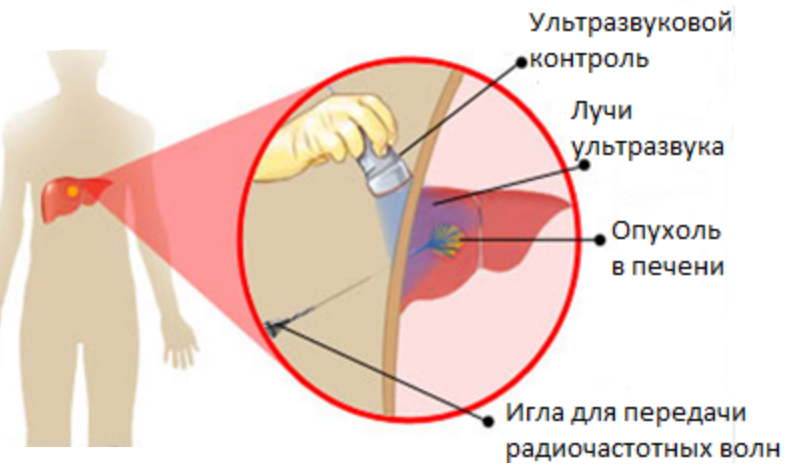 Ультразвуковой
контроль
Лучи
ультразвука
Опухоль
в печени
Игла для передачи
радиочастотных волн